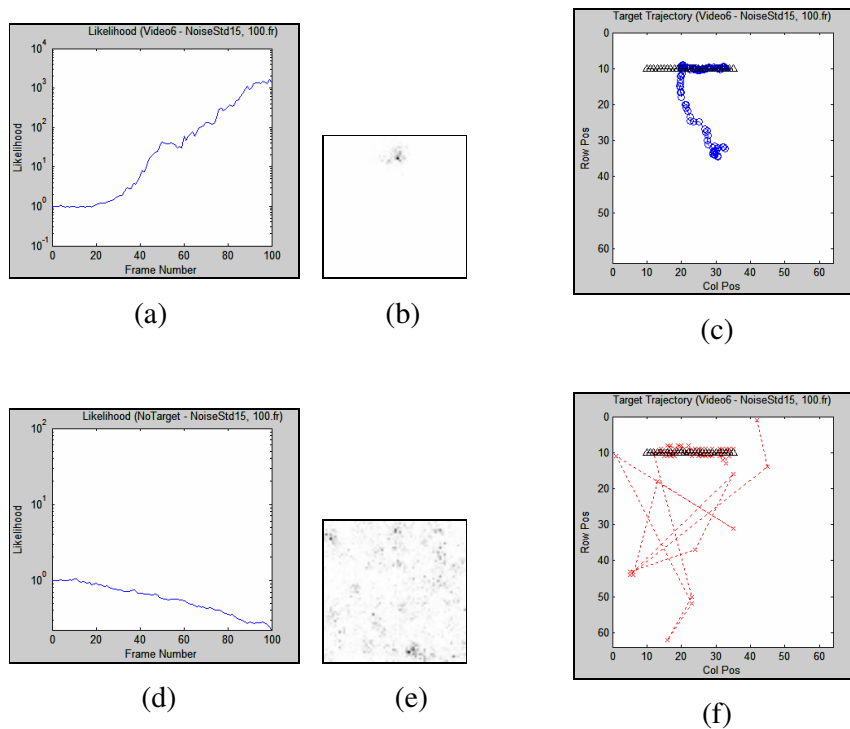 Likelihood (Video6 - NoiseStd15, 100.fr)
10^4
10^3
10^2
10^1
10^0
10^-1
Likelihood
0 20 40 60 80 100
Frame Number
(a)
(b)
Target Trajectory (Video6 - NoiseStd15, 100.fr)
0
10
20
30
40
50
60
Row Pos
0 10 20 30 40 50 60
Col Pos
(c)
Likelihood (NoTarget - NoiseStd15, 100.fr)
10^2
10^1
10^0
Likelihood
0 20 40 60 80 100
Frame Number
(d)
(e)
Target Trajectory (Video6 - NoiseStd15, 100.fr)
0
10
20
30
40
50
60
Row Pos
0 10 20 30 40 50 60
Col Pos
(f)